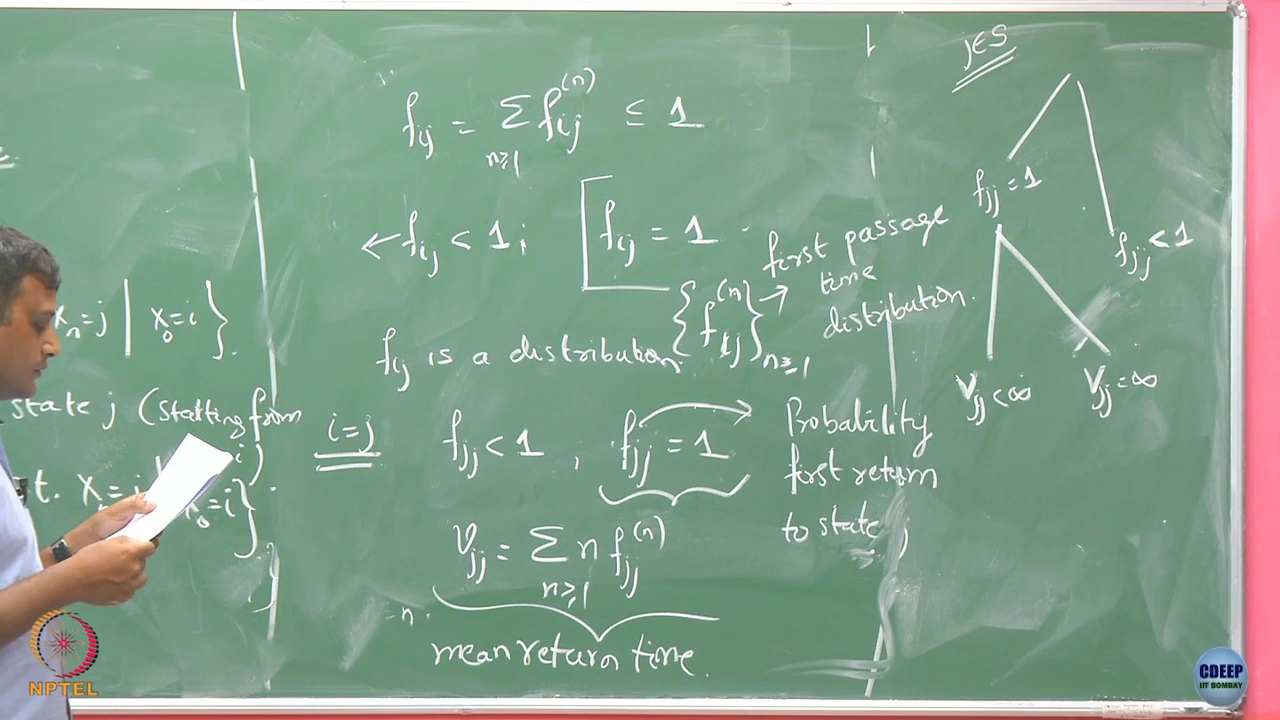 X_n=j | X_0=i }.
state j (starting from
i)
t. X
X_0=i}.
f_ij = Σ_{n≥1} f_ij^(n) ≤ 1
← f_ij < 1; [ f_ij = 1
f_ij is a distribution. {f_ij^(n)}_{n≥1} → first passage
time
distribution.
i=j
f_jj < 1, f_jj = 1 → Probability
first return
to state j
ν_jj = Σ_{n≥1} n f_jj^(n)
=n.
mean return time.
j∈S
f_jj = 1
f_jj < 1
ν_jj < ∞ ν_jj = ∞
NPTEL
CDEEP
IIT BOMBAY